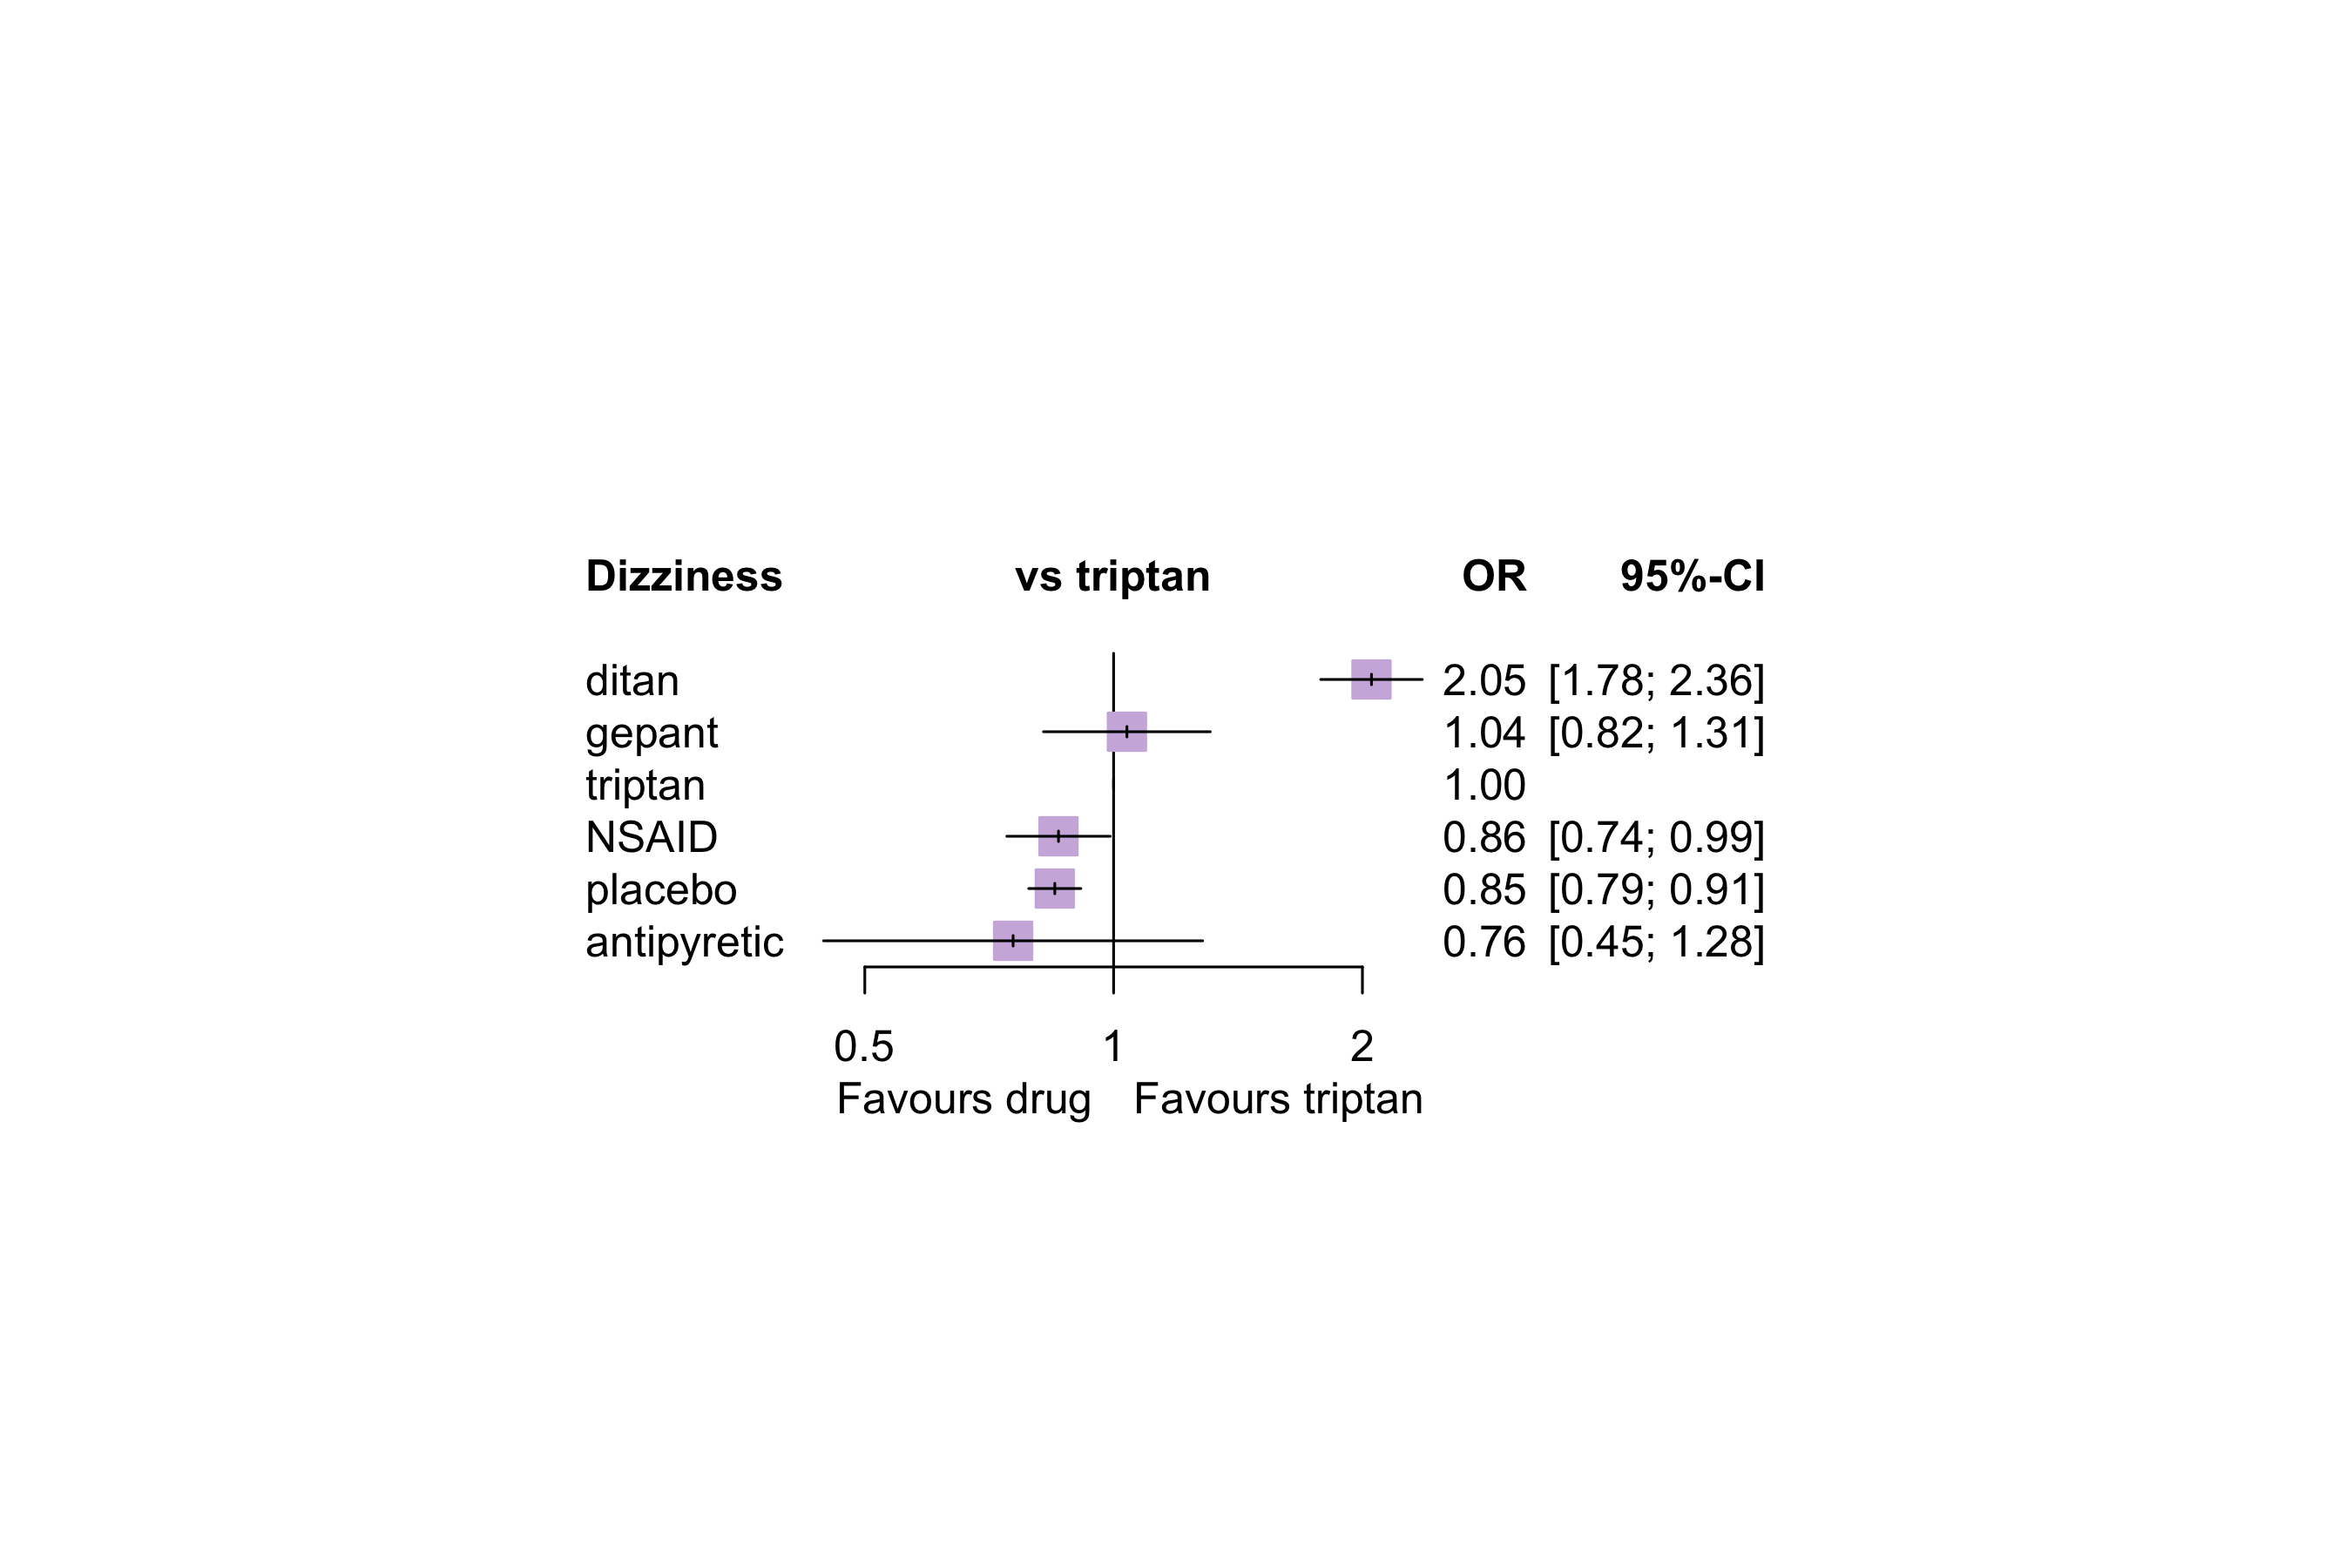 Dizziness vs triptan OR 95%-CI
ditan 2.05 [1.78; 2.36]
gepant 1.04 [0.82; 1.31]
triptan 1.00
NSAID 0.86 [0.74; 0.99]
placebo 0.85 [0.79; 0.91]
antipyretic 0.76 [0.45; 1.28]
0.5 1 2
Favours drug Favours triptan